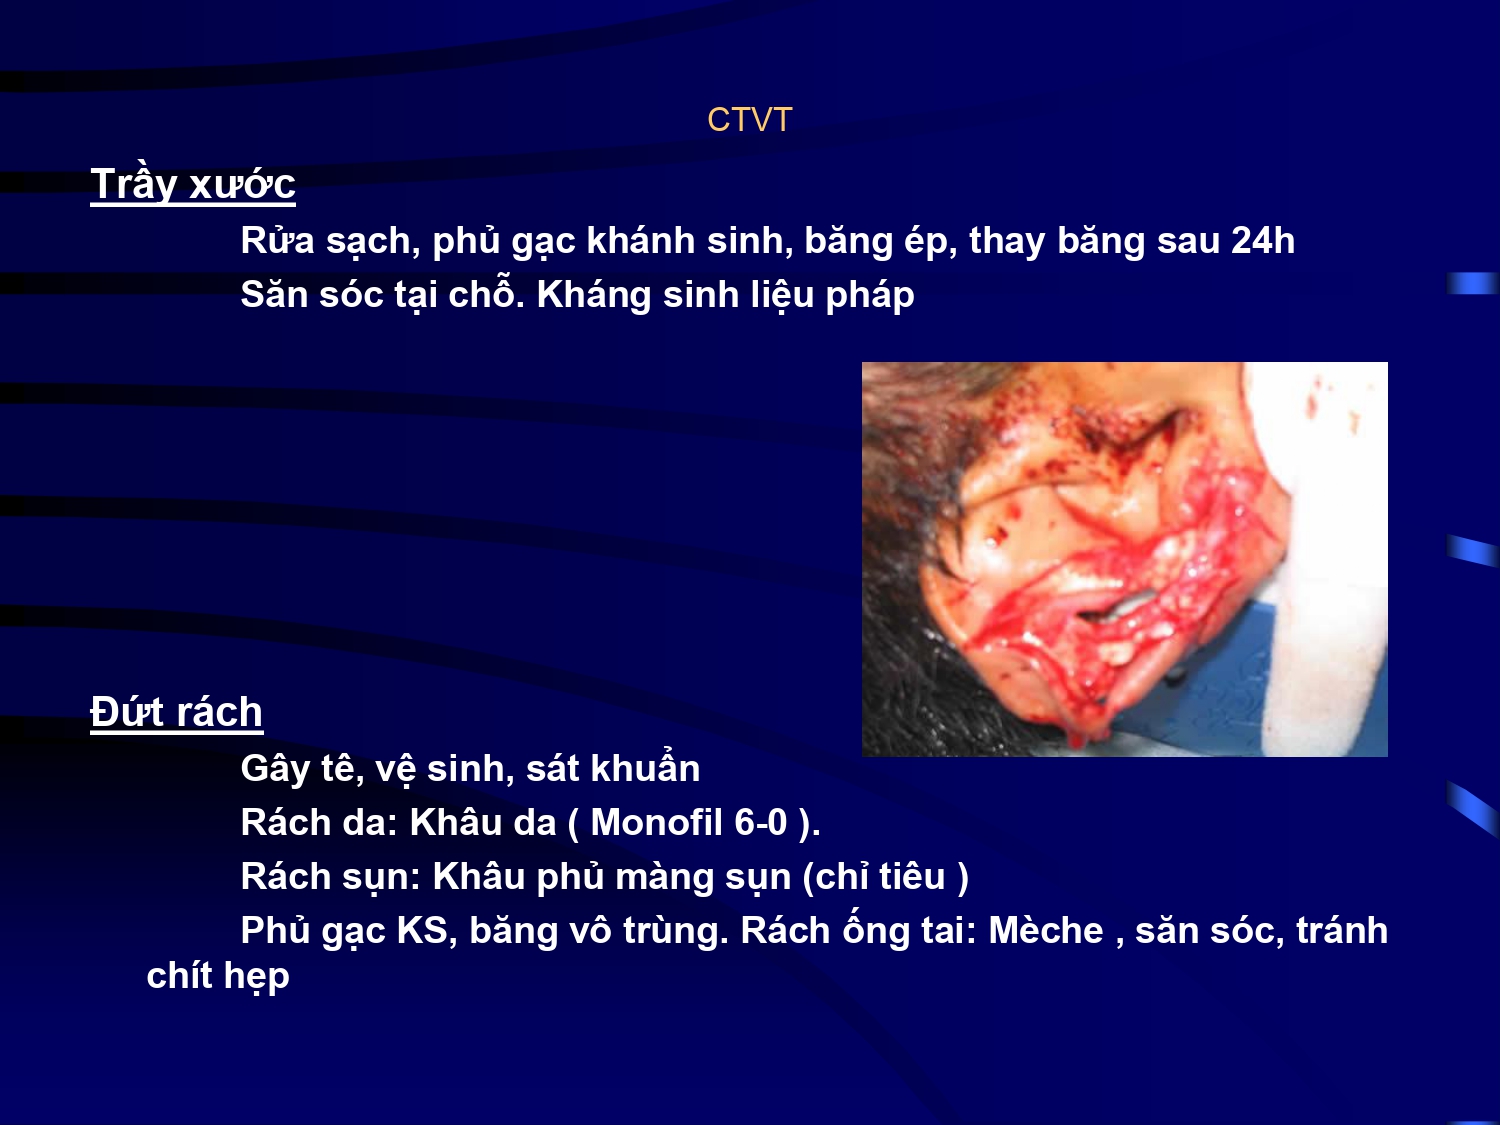 CTVT
Trầy xước
Rửa sạch, phủ gạc khánh sinh, băng ép, thay băng sau 24h
Săn sóc tại chỗ. Kháng sinh liệu pháp
Đứt rách
Gây tê, vệ sinh, sát khuẩn
Rách da: Khâu da ( Monofil 6-0 ).
Rách sụn: Khâu phủ màng sụn (chỉ tiêu )
Phủ gạc KS, băng vô trùng. Rách ống tai: Mèche , săn sóc, tránh
chít hẹp